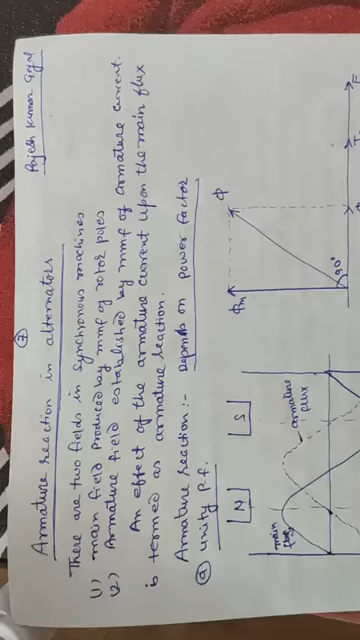 (7)
Rajesh Kumar Goyal
Armature reaction in alternators
There are two fields in synchronous machines
(1) main field produced by mmf of rotor poles
(2) Armature field established by mmf of armature current.
An effect of the armature current upon the main flux
is termed as armature reaction.
Armature reaction :- Depends on power factor
(a) unity P.f.
N
S
main
flux
armature
flux
ϕm
ϕ
90°